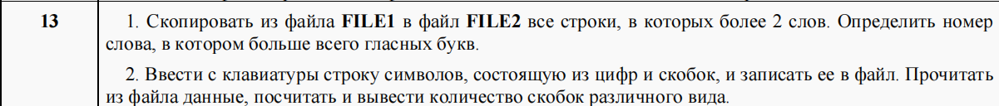 13
1. Скопировать из файла FILE1 в файл FILE2 все строки, в которых более 2 слов. Определить номер
слова, в котором больше всего гласных букв.
2. Ввести с клавиатуры строку символов, состоящую из цифр и скобок, и записать ее в файл. Прочитать
из файла данные, посчитать и вывести количество скобок различного вида.